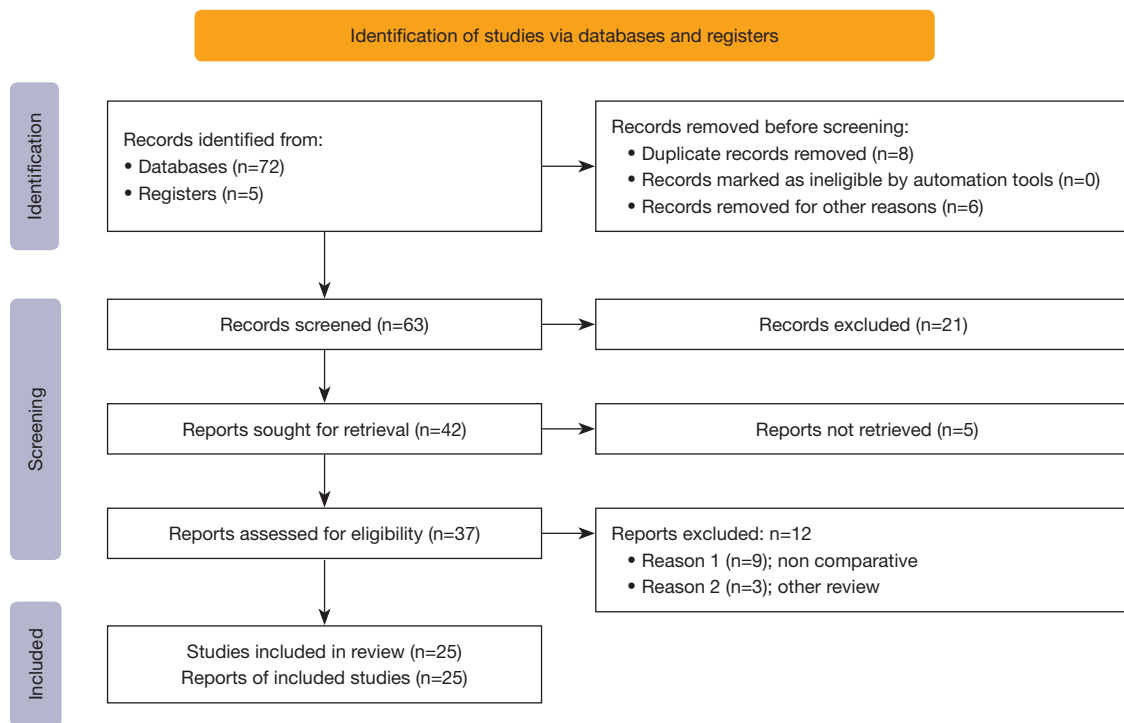 Identification of studies via databases and registers
Identification
Records identified from:
• Databases (n=72)
• Registers (n=5)
Records removed before screening:
• Duplicate records removed (n=8)
• Records marked as ineligible by automation tools (n=0)
• Records removed for other reasons (n=6)
Screening
Records screened (n=63)
Records excluded (n=21)
Reports sought for retrieval (n=42)
Reports not retrieved (n=5)
Reports assessed for eligibility (n=37)
Reports excluded: n=12
• Reason 1 (n=9); non comparative
• Reason 2 (n=3); other review
Included
Studies included in review (n=25)
Reports of included studies (n=25)